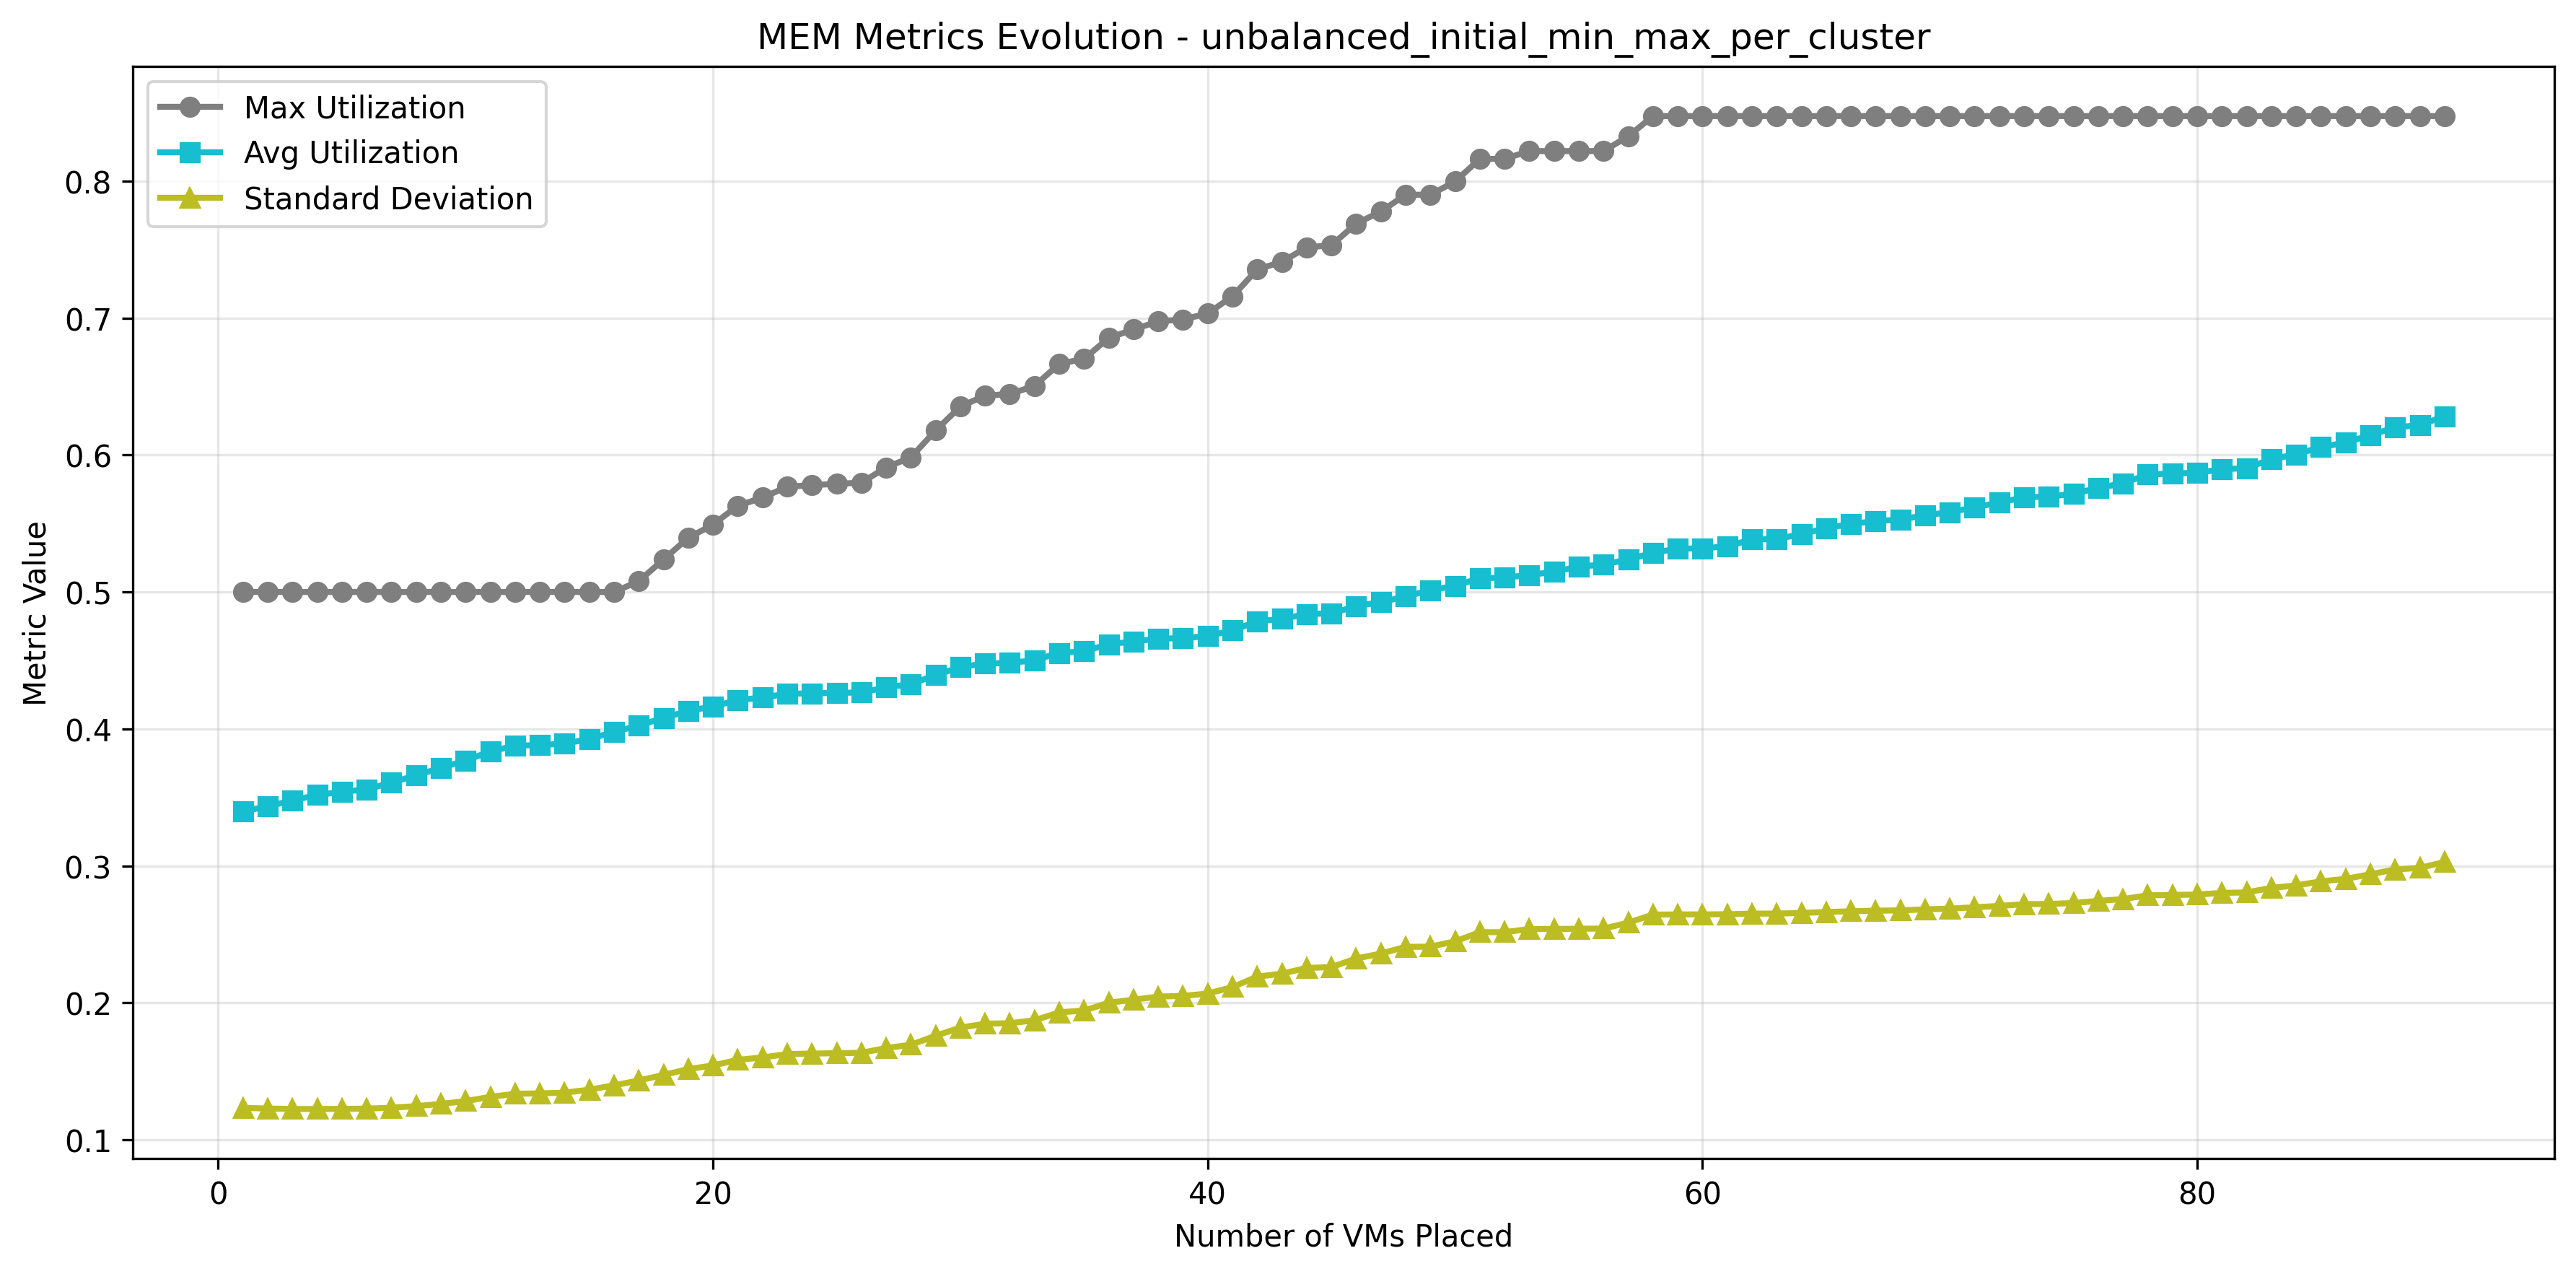 MEM Metrics Evolution - unbalanced_initial_min_max_per_cluster
Max Utilization
Avg Utilization
Standard Deviation
Metric Value
0.8
0.7
0.6
0.5
0.4
0.3
0.2
0.1
0 20 40 60 80
Number of VMs Placed